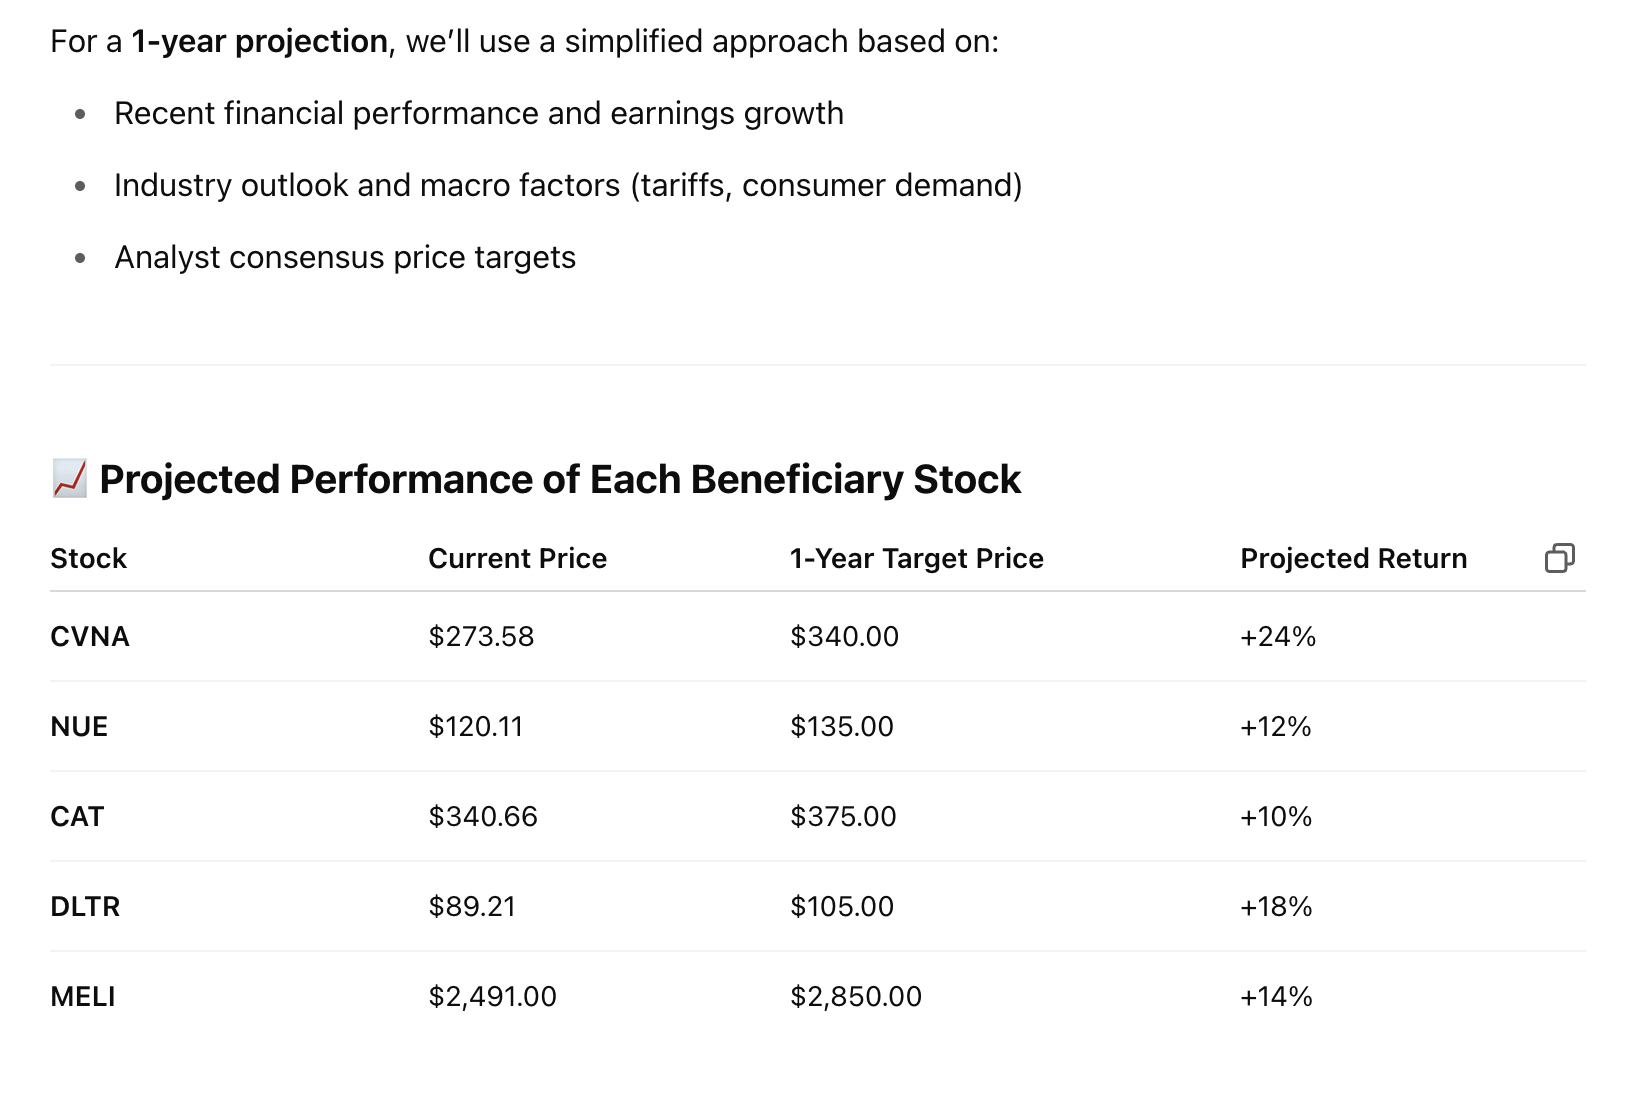 For a 1-year projection, we’ll use a simplified approach based on:
• Recent financial performance and earnings growth
• Industry outlook and macro factors (tariffs, consumer demand)
• Analyst consensus price targets
📈 Projected Performance of Each Beneficiary Stock
Stock Current Price 1-Year Target Price Projected Return
CVNA $273.58 $340.00 +24%
NUE $120.11 $135.00 +12%
CAT $340.66 $375.00 +10%
DLTR $89.21 $105.00 +18%
MELI $2,491.00 $2,850.00 +14%